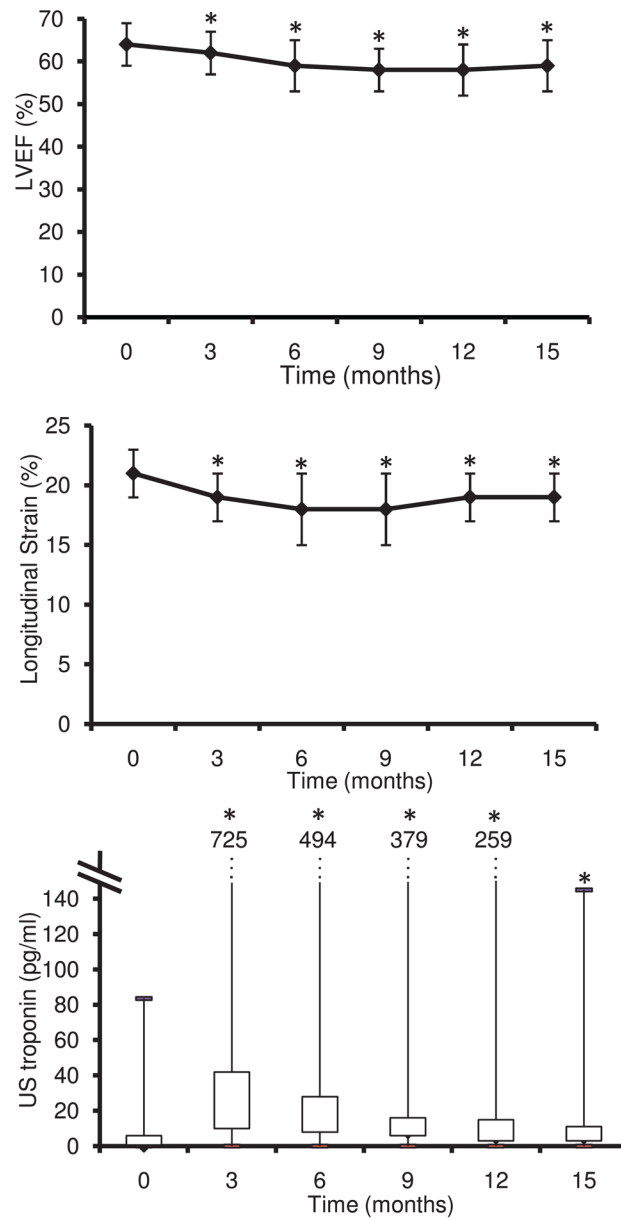 70
60
50
40
30
20
10
0
LVEF (%)
* * * * *
0 3 6 9 12 15
Time (months)
25
20
15
10
5
0
Longitudinal Strain (%)
* * * * *
0 3 6 9 12 15
Time (months)
* * * *
725 494 379 259
*
140
120
100
80
60
40
20
0
US troponin (pg/ml)
0 3 6 9 12 15
Time (months)